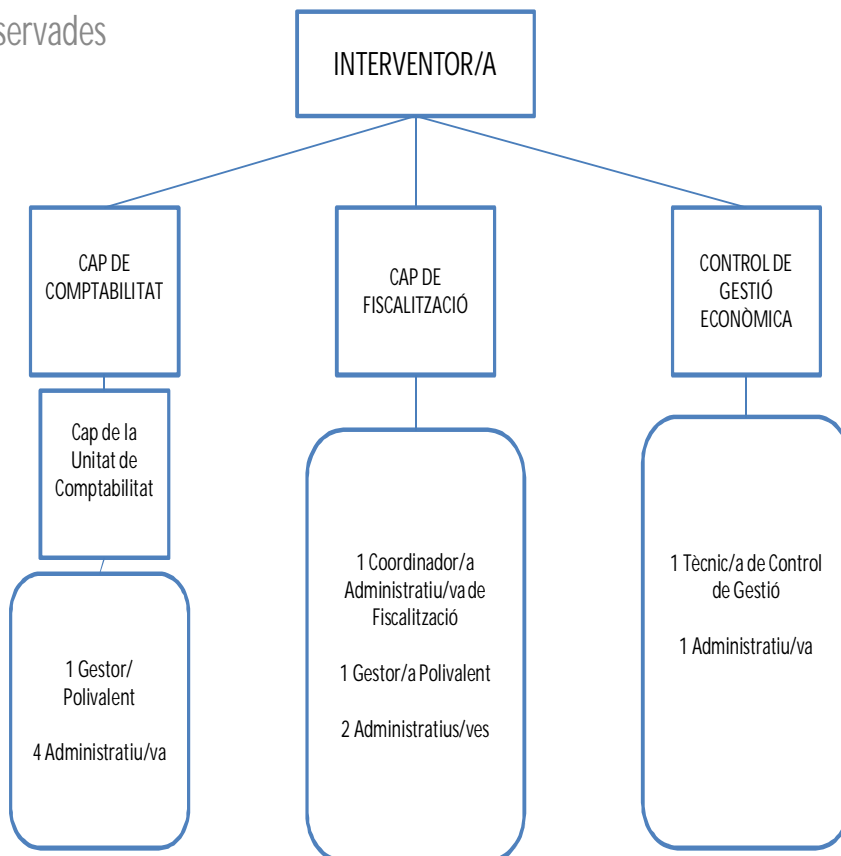 servades
INTERVENTOR/A
CAP DE
COMPTABILITAT
CAP DE
FISCALITZACIÓ
CONTROL DE
GESTIÓ
ECONÒMICA
Cap de la
Unitat de
Comptabilitat
1 Gestor/
Polivalent
4 Administratiu/va
1 Coordinador/a
Administratiu/va de
Fiscalització
1 Gestor/a Polivalent
2 Administratius/ves
1 Tècnic/a de Control
de Gestió
1 Administratiu/va